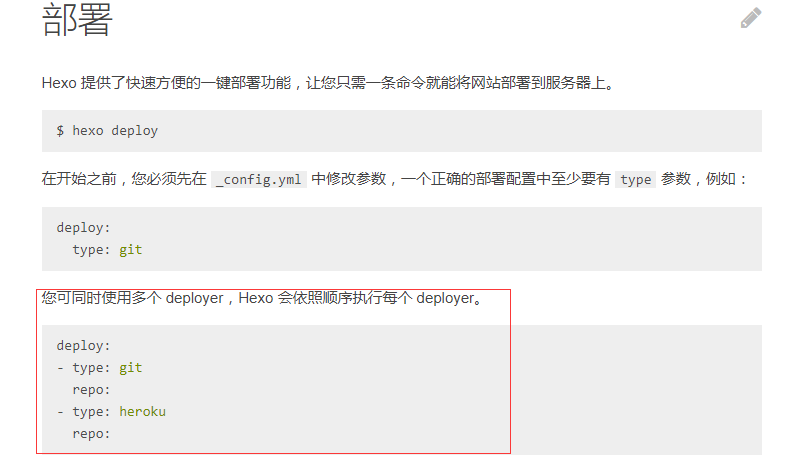 部署
Hexo 提供了快速方便的一键部署功能，让您只需一条命令就能将网站部署到服务器上。
$ hexo deploy
在开始之前，您必须先在 _config.yml 中修改参数，一个正确的部署配置中至少要有 type 参数，例如：
deploy:
  type: git
您可同时使用多个 deployer，Hexo 会依照顺序执行每个 deployer。
deploy:
- type: git
  repo:
- type: heroku
  repo: